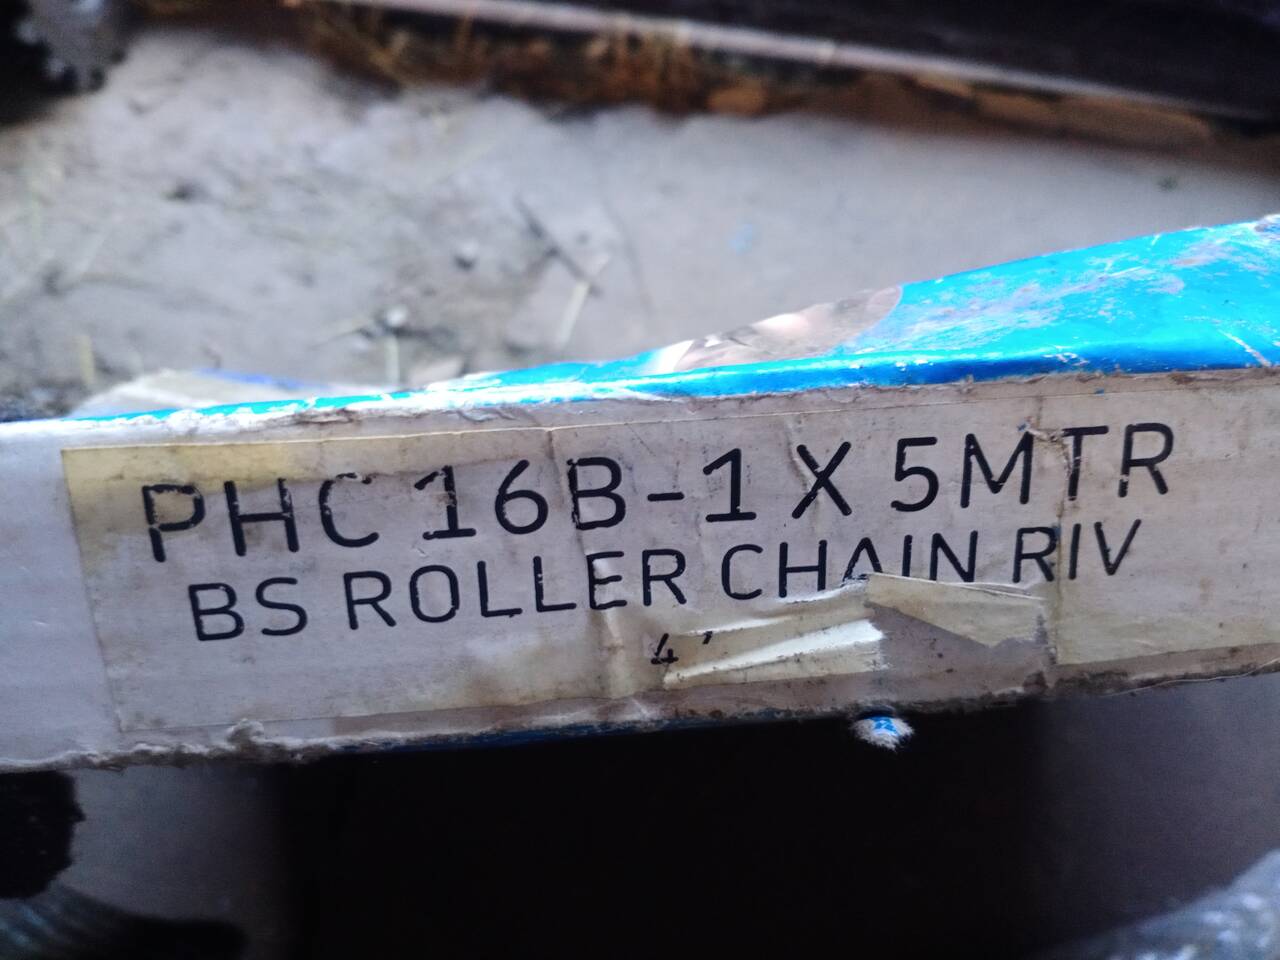 PHC 16B-1 X 5MTR
BS ROLLER CHAIN RIV